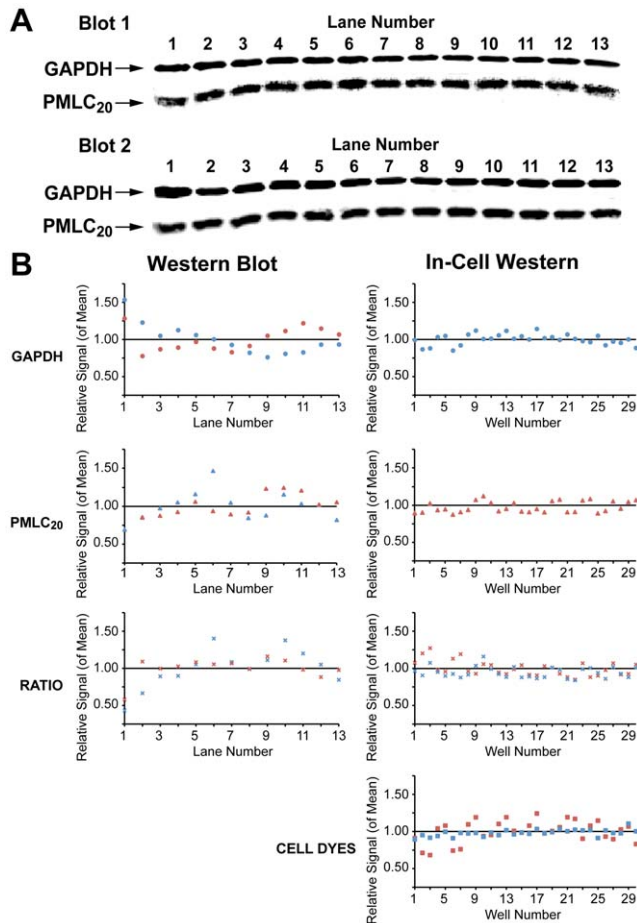 A
Blot 1
Lane Number
1 2 3 4 5 6 7 8 9 10 11 12 13
GAPDH
PMLC20
Blot 2
Lane Number
1 2 3 4 5 6 7 8 9 10 11 12 13
GAPDH
PMLC20
B
Western Blot
In-Cell Western
GAPDH
Relative Signal (of Mean)
1.50
1.00
0.50
1 3 5 7 9 11 13
Lane Number
Relative Signal (of Mean)
1.50
1.00
0.50
1 5 9 13 17 21 25 29
Well Number
PMLC20
Relative Signal (of Mean)
1.50
1.00
0.50
1 3 5 7 9 11 13
Lane Number
Relative Signal (of Mean)
1.50
1.00
0.50
1 5 9 13 17 21 25 29
Well Number
RATIO
Relative Signal (of Mean)
1.50
1.00
0.50
1 3 5 7 9 11 13
Lane Number
Relative Signal (of Mean)
1.50
1.00
0.50
1 5 9 13 17 21 25 29
Well Number
CELL DYES
Relative Signal (of Mean)
1.50
1.00
0.50
1 5 9 13 17 21 25 29
Well Number